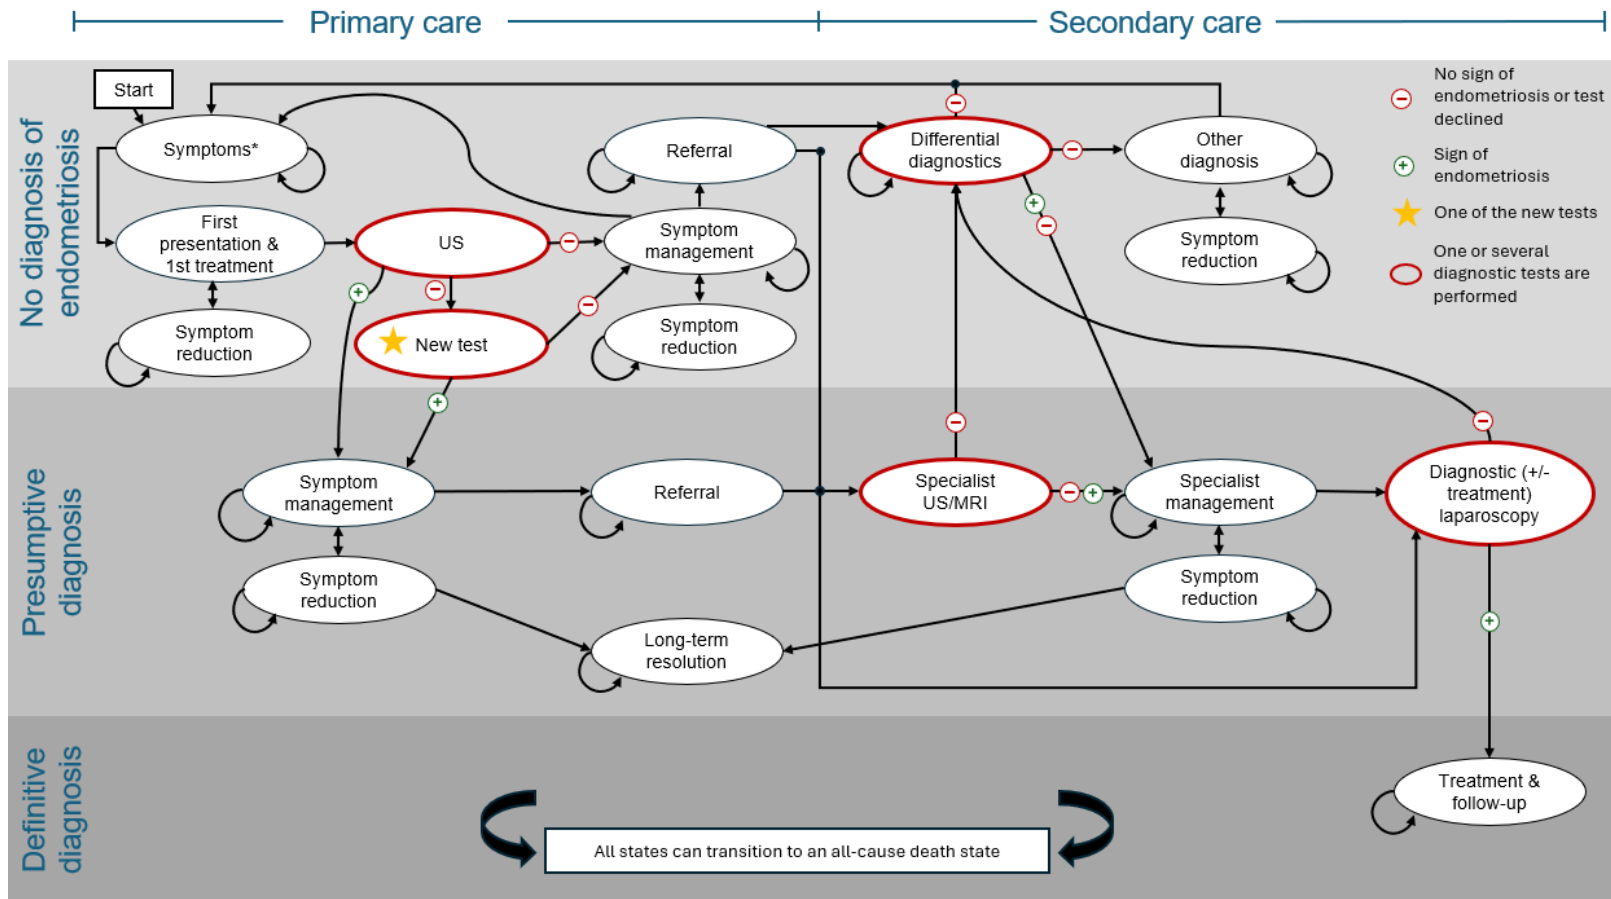 Primary care
Secondary care
No diagnosis of
endometriosis
Presumptive
diagnosis
Definitive
diagnosis
Start
Symptoms*
First
presentation &
1st treatment
Symptom
reduction
US
New test
Referral
Symptom
management
Symptom
reduction
Differential
diagnostics
Other
diagnosis
Symptom
reduction
No sign of
endometriosis or test
declined
Sign of
endometriosis
One of the new tests
One or several
diagnostic tests are
performed
Symptom
management
Symptom
reduction
Referral
Long-term
resolution
Specialist
US/MRI
Specialist
management
Symptom
reduction
Diagnostic (+/-
treatment)
laparoscopy
Treatment &
follow-up
All states can transition to an all-cause death state